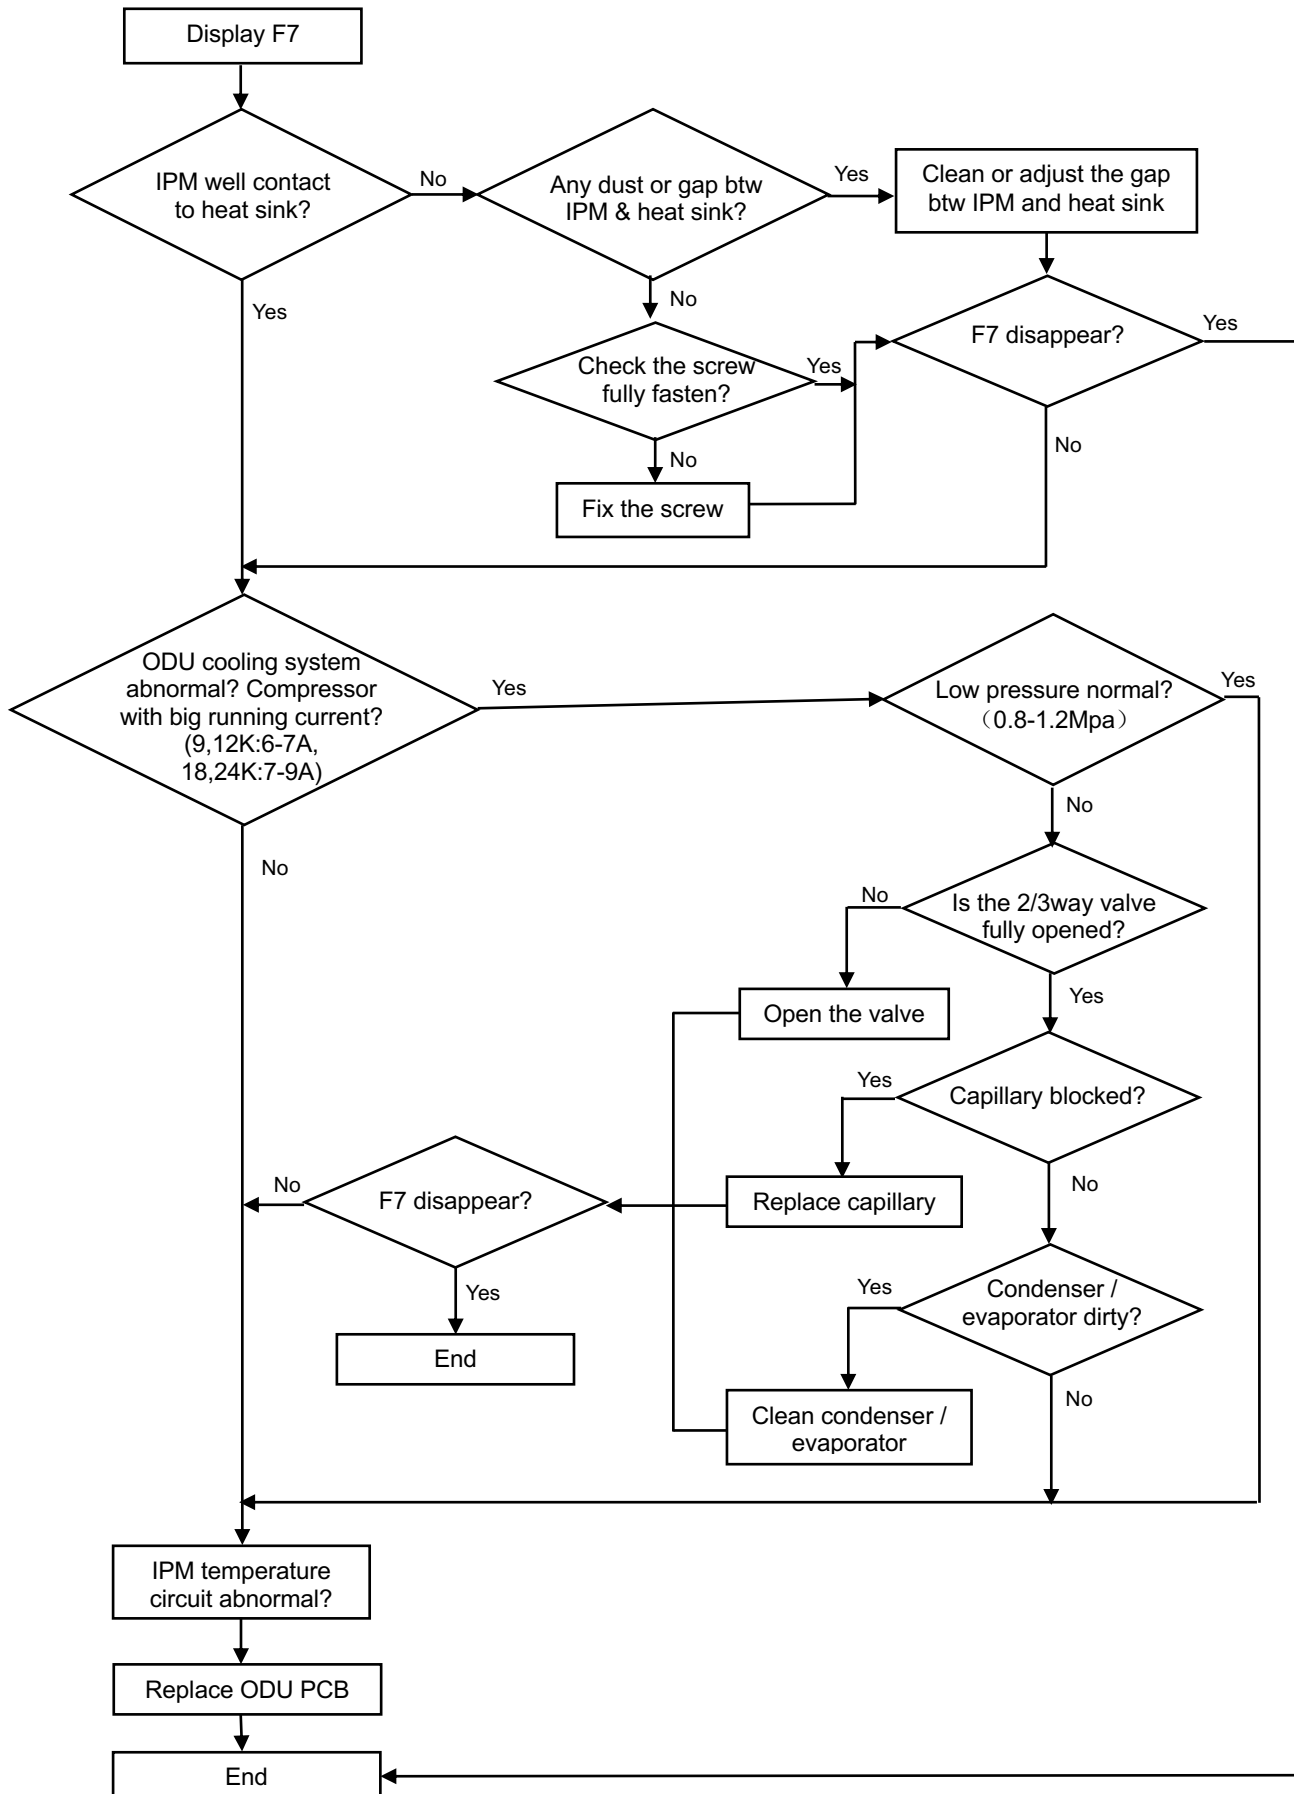 Display F7
IPM well contact
to heat sink?
No
Any dust or gap btw
IPM & heat sink?
Yes
Clean or adjust the gap
btw IPM and heat sink
Yes
No
F7 disappear?
Yes
Check the screw
fully fasten?
Yes
No
No
Fix the screw
ODU cooling system
abnormal? Compressor
with big running current?
(9,12K:6-7A,
18,24K:7-9A)
Yes
Low pressure normal?
（0.8-1.2Mpa）
Yes
No
No
No
Is the 2/3way valve
fully opened?
Yes
Open the valve
Yes
Capillary blocked?
No
Replace capillary
No
F7 disappear?
Yes
End
Yes
Condenser /
evaporator dirty?
No
Clean condenser /
evaporator
IPM temperature
circuit abnormal?
Replace ODU PCB
End